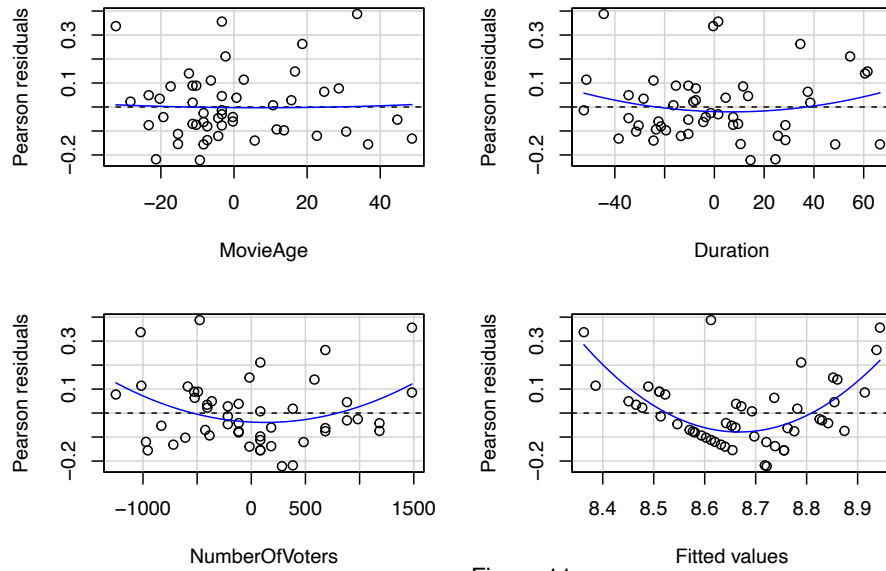 Pearson residuals
0.3
0.1
−0.2
−20 0 20 40
MovieAge
Pearson residuals
0.3
0.1
−0.2
−40 0 20 40 60
Duration
Pearson residuals
0.3
0.1
−0.2
−1000 0 500 1500
NumberOfVoters
Pearson residuals
0.3
0.1
−0.2
8.4 8.5 8.6 8.7 8.8 8.9
Fitted values